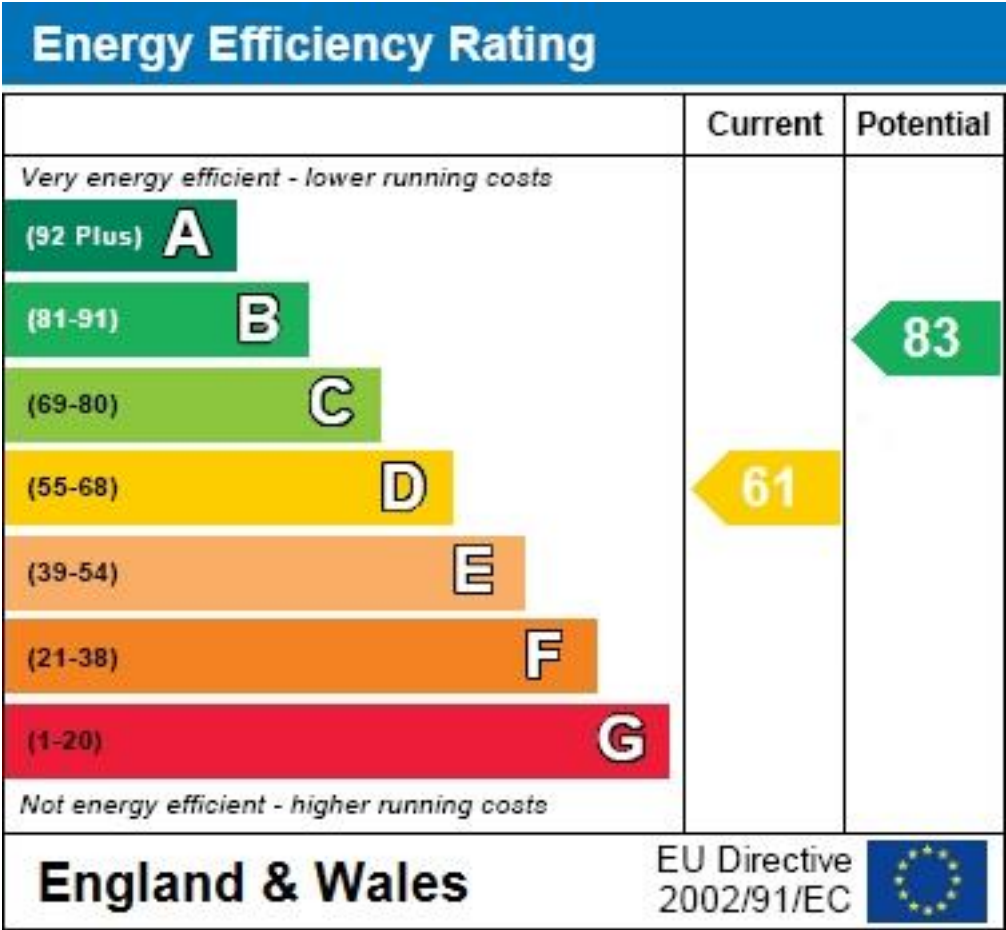 Energy Efficiency Rating
Current Potential
Very energy efficient - lower running costs
(92 Plus) A
(81-91) B
83
(69-80) C
(55-68) D
61
(39-54) E
(21-38) F
(1-20) G
Not energy efficient - higher running costs
England & Wales
EU Directive
2002/91/EC